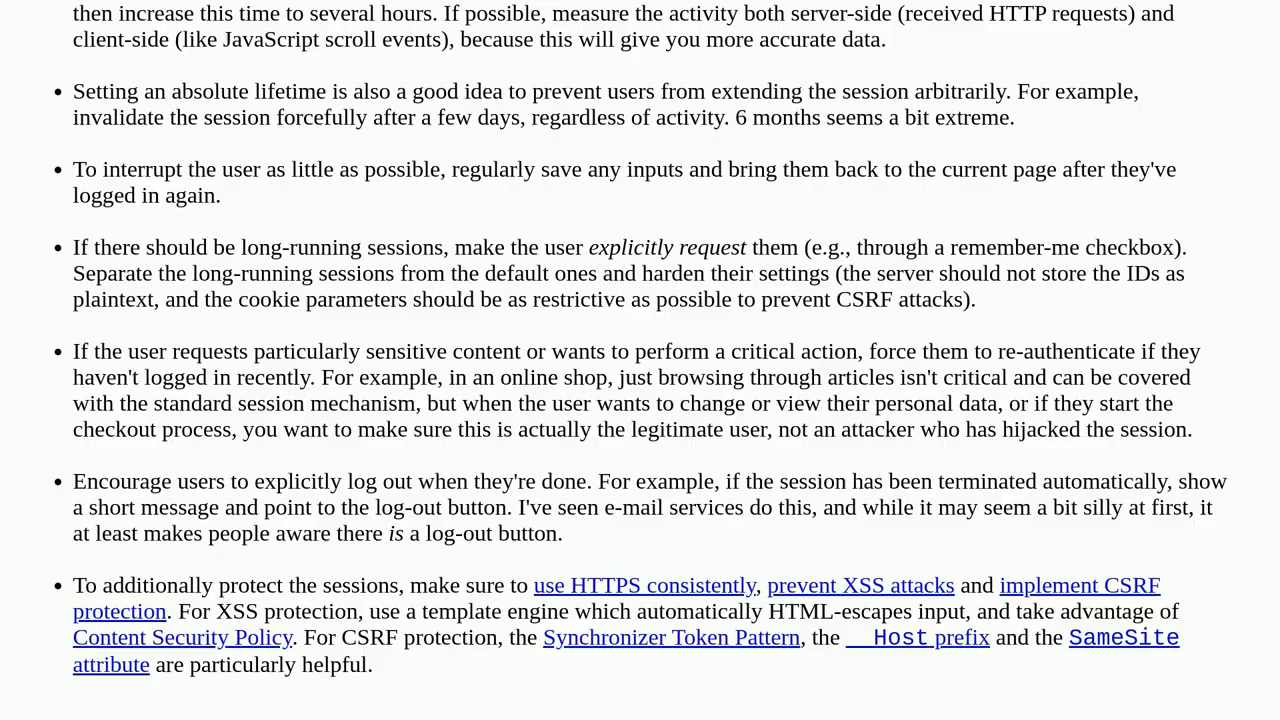 then increase this time to several hours. If possible, measure the activity both server-side (received HTTP requests) and
client-side (like JavaScript scroll events), because this will give you more accurate data.
• Setting an absolute lifetime is also a good idea to prevent users from extending the session arbitrarily. For example,
invalidate the session forcefully after a few days, regardless of activity. 6 months seems a bit extreme.
• To interrupt the user as little as possible, regularly save any inputs and bring them back to the current page after they've
logged in again.
• If there should be long-running sessions, make the user explicitly request them (e.g., through a remember-me checkbox).
Separate the long-running sessions from the default ones and harden their settings (the server should not store the IDs as
plaintext, and the cookie parameters should be as restrictive as possible to prevent CSRF attacks).
• If the user requests particularly sensitive content or wants to perform a critical action, force them to re-authenticate if they
haven't logged in recently. For example, in an online shop, just browsing through articles isn't critical and can be covered
with the standard session mechanism, but when the user wants to change or view their personal data, or if they start the
checkout process, you want to make sure this is actually the legitimate user, not an attacker who has hijacked the session.
• Encourage users to explicitly log out when they're done. For example, if the session has been terminated automatically, show
a short message and point to the log-out button. I've seen e-mail services do this, and while it may seem a bit silly at first, it
at least makes people aware there is a log-out button.
• To additionally protect the sessions, make sure to use HTTPS consistently, prevent XSS attacks and implement CSRF
protection. For XSS protection, use a template engine which automatically HTML-escapes input, and take advantage of
Content Security Policy. For CSRF protection, the Synchronizer Token Pattern, the __Host prefix and the SameSite
attribute are particularly helpful.